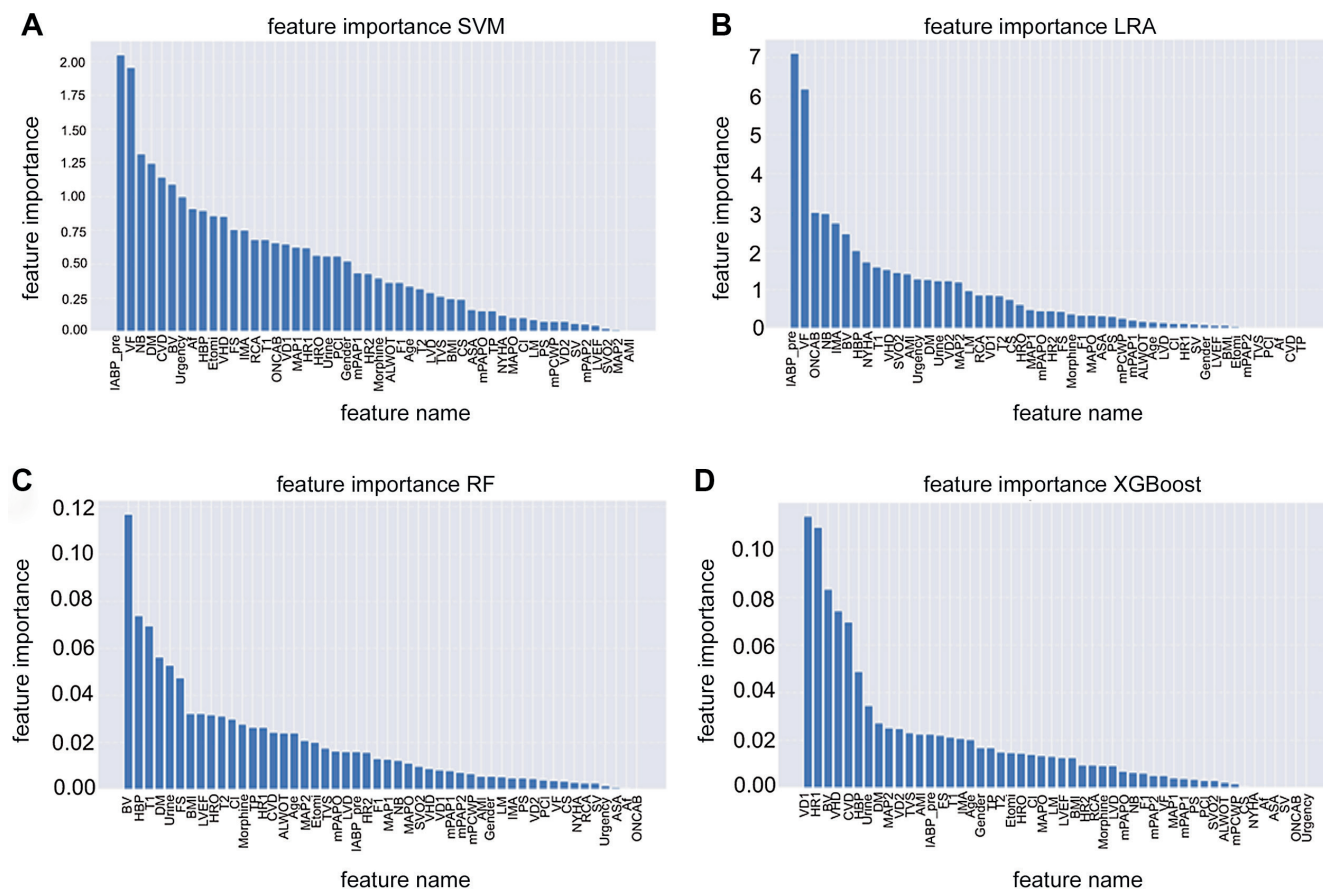 A
feature importance SVM
feature importance
2.00
1.75
1.50
1.25
1.00
0.75
0.50
0.25
0.00
IABP_pre VF NB DM CVD BV Urgency Af HBP Etomi VHD FS IMA RCA T1 ONCAB VD1 MAP1 HR1 HRO Urine PCI Gender mPAP1 HR2 Morphine ALWO1 F1 Age T2 LVD TVS BMI CS ASA mPAPO TP NYHA MAPO CI LM PS mPCWP VD2 SV mPAP2 LVEF SVO2 MAP2 AMI
feature name
B
feature importance LRA
feature importance
7
6
5
4
3
2
1
0
IABP_pre VF ONCAB NB IMA BV HBP NYHA T1 VHD SVO2 AMI Urgency DM Urine VD2 MAP2 LM RCA VD1 T2 CS HRO MAP1 mPAPO HR2 FS Morphine F1 MAPO ASA PS mPCWP mPAP1 ALWOT Age LVD CI HR1 SV Gender LVEF BMI Etomi mPAP2 TVS PCI Af CVD TP
feature name
C
feature importance RF
feature importance
0.12
0.10
0.08
0.06
0.04
0.02
0.00
BV HBP T1 DM Urine FS BMI LVEF HRO T2 CI Morphine TP HR1 CVD ALWOT Age MAP2 Etomi TVS mPAPO LVD IABP_pre HR2 F1 MAP1 NB MAPO SVO2 VHD VD1 mPAP1 mPAP2 mPCWP AMI Gender LM IMA PS VD2 PCI VF CS NYHA RCA SV Urgency ASA Af ONCAB
feature name
D
feature importance XGBoost
feature importance
0.10
0.08
0.06
0.04
0.02
0.00
VD1 HR1 BV VHD CVD HBP Urine DM MAP2 VD2 TVS AMI IABP_pre FS T1 IMA Age Gender TP T2 Etomi HRO CI MAPO LM LVEF BMI HR2 RCA Morphine LVD mPAPO NB F1 mPAP2 VF MAP1 mPAP1 PS PCI SVO2 ALWOT mPCWP CS NYHA Af ASA SV ONCAB Urgency
feature name